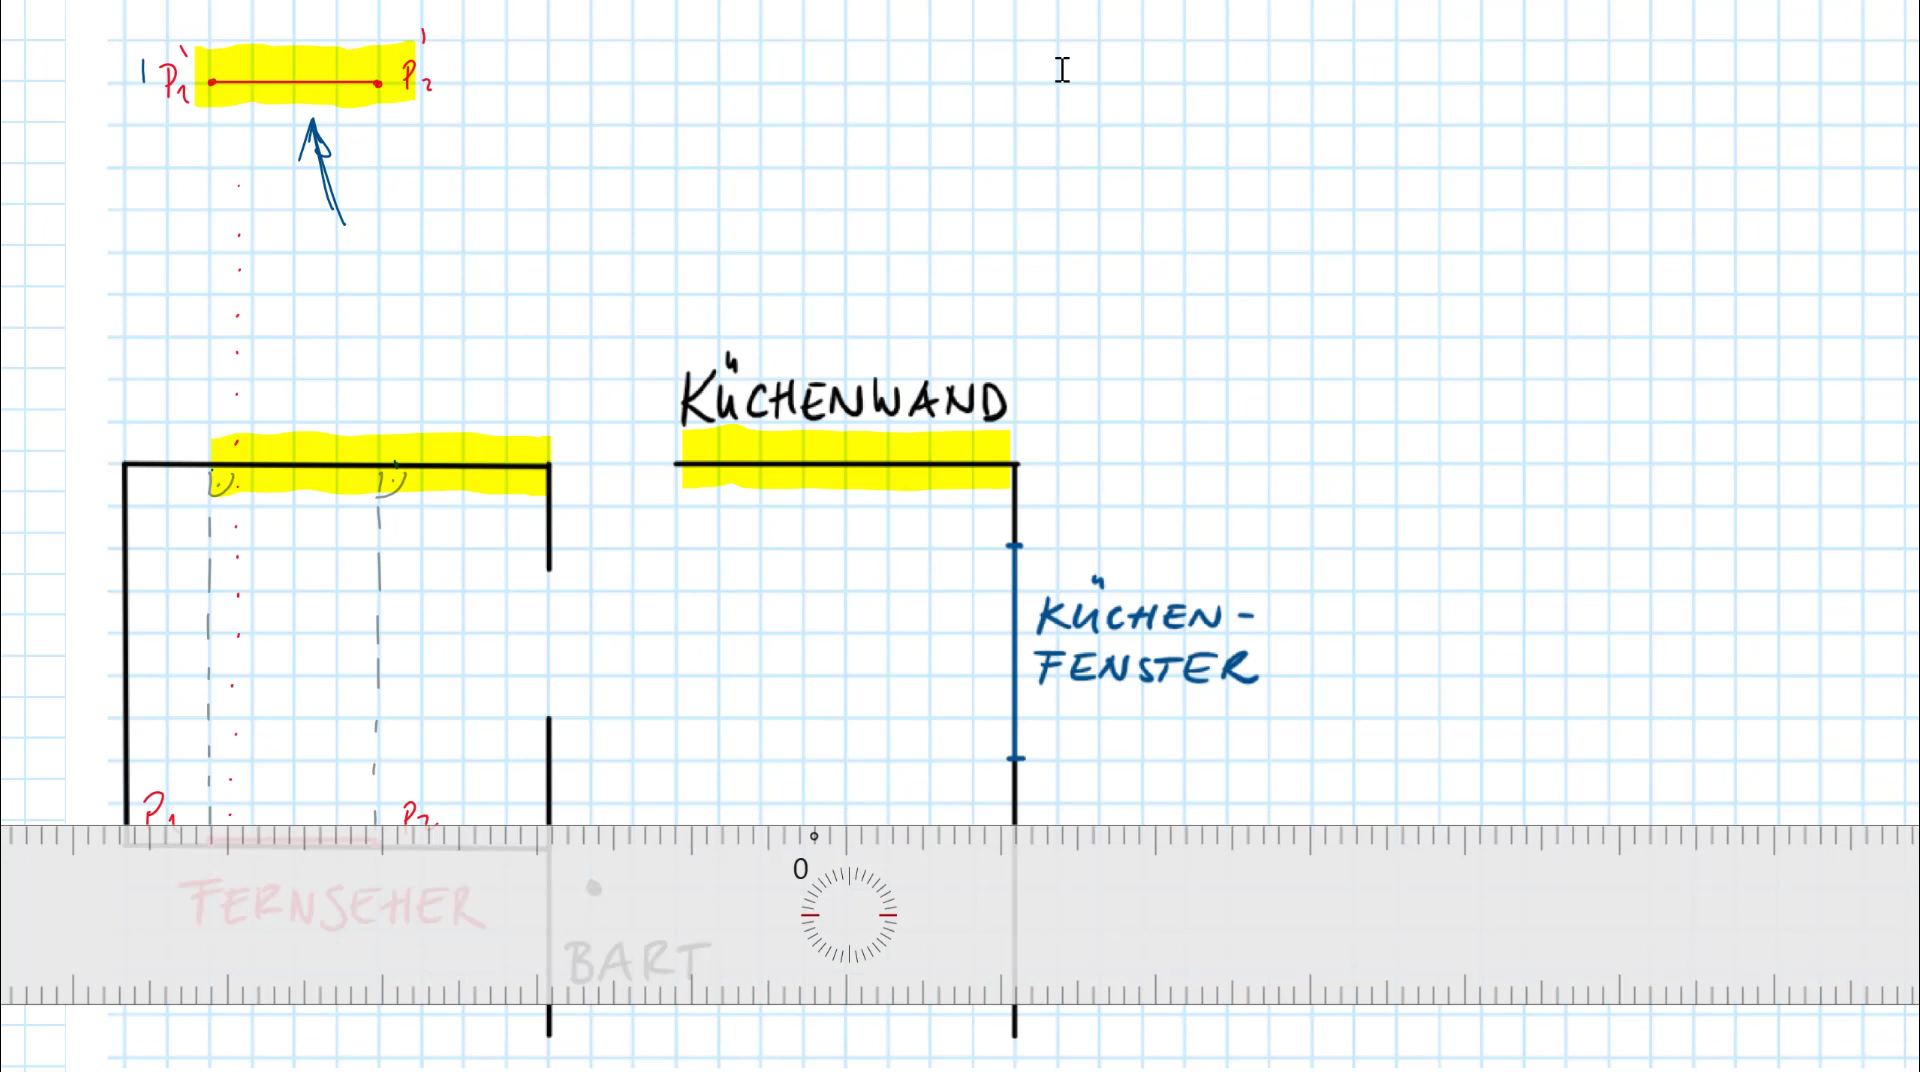 P₁' P₂'
KÜCHENWAND
KÜCHEN-
FENSTER
P₁ P₂
0
FERNSEHER
BART